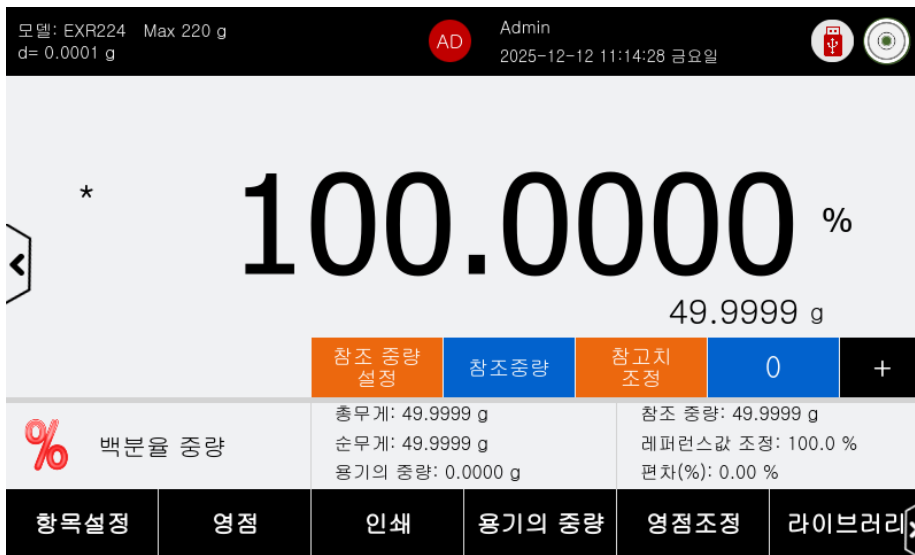 모델: EXR224 Max 220 g
d= 0.0001 g
AD
Admin
2025-12-12 11:14:28 금요일
* 100.0000 %
49.9999 g
참조 중량
설정
참조중량
참고치
조정
0
+
백분율 중량
총무게: 49.9999 g
순무게: 49.9999 g
용기의 중량: 0.0000 g
참조 중량: 49.9999 g
레퍼런스값 조정: 100.0 %
편차(%): 0.00 %
항목설정
영점
인쇄
용기의 중량
영점조정
라이브러리